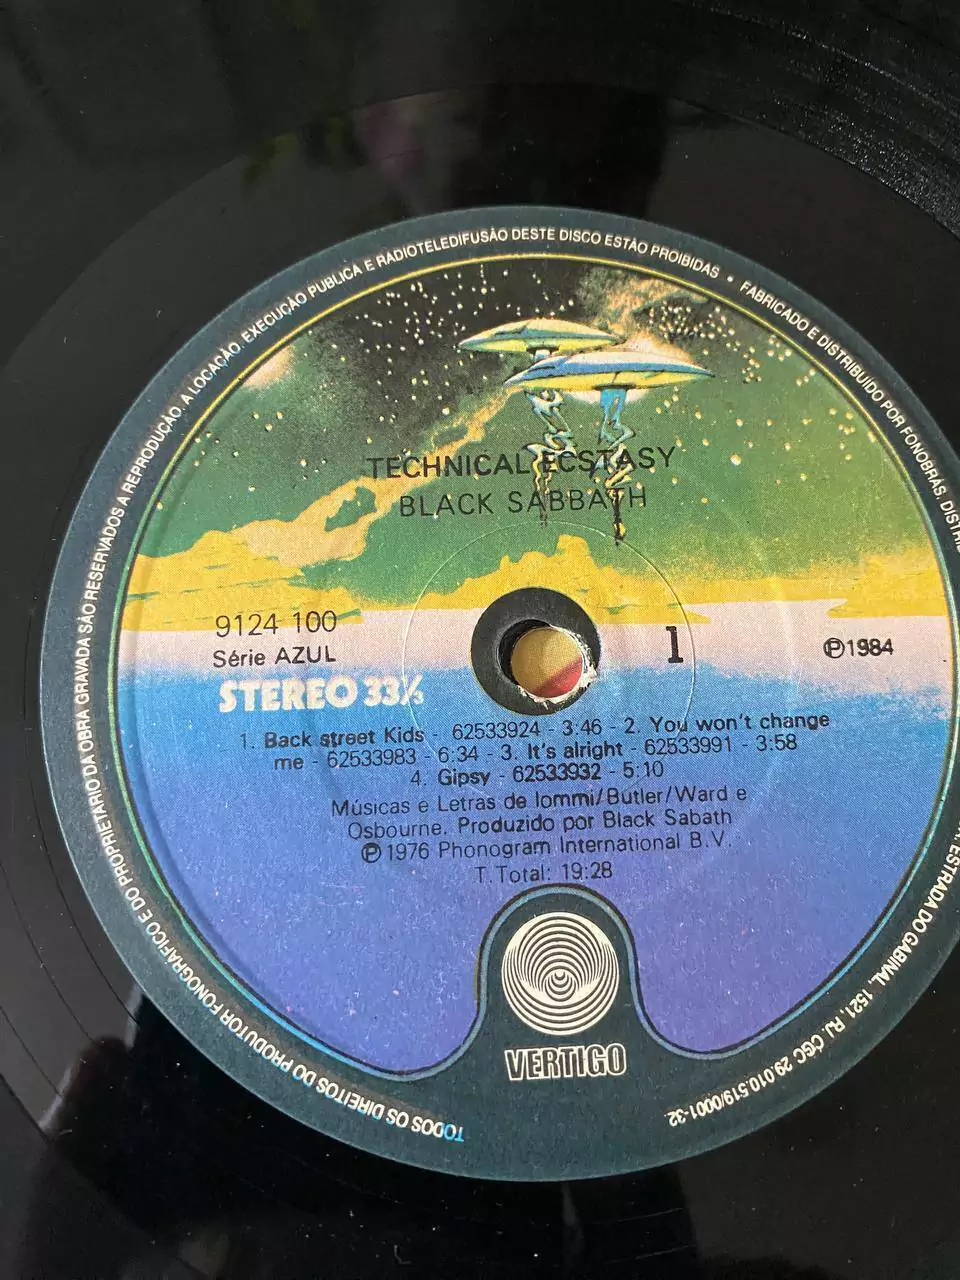 TODOS OS DIREITOS DO PRODUTOR FONOGRÁFICO E DO PROPRIETÁRIO DA OBRA GRAVADA SÃO RESERVADOS A REPRODUÇÃO, A LOCAÇÃO, EXECUÇÃO PUBLICA E RADIOTELEDIFUSÃO DESTE DISCO ESTÃO PROIBIDAS • FABRICADO E DISTRIBUIDO POR FONOBRAS,
ESTRADA DO GABINAL, 1521, RJ. CGC 29.010.519/0001-32
TECHNICAL ECSTASY
BLACK SABBATH
9124 100
Série AZUL
STEREO 33⅓
1
Ⓟ1984
1. Back street Kids - 62533924 - 3:46 - 2. You won't change
me - 62533983 - 6:34 - 3. It's alright - 62533991 - 3:58
4. Gipsy - 62533932 - 5:10
Músicas e Letras de Iommi/Butler/Ward e
Osbourne. Produzido por Black Sabath
Ⓟ 1976 Phonogram International B.V.
T.Total: 19:28
VERTIGO